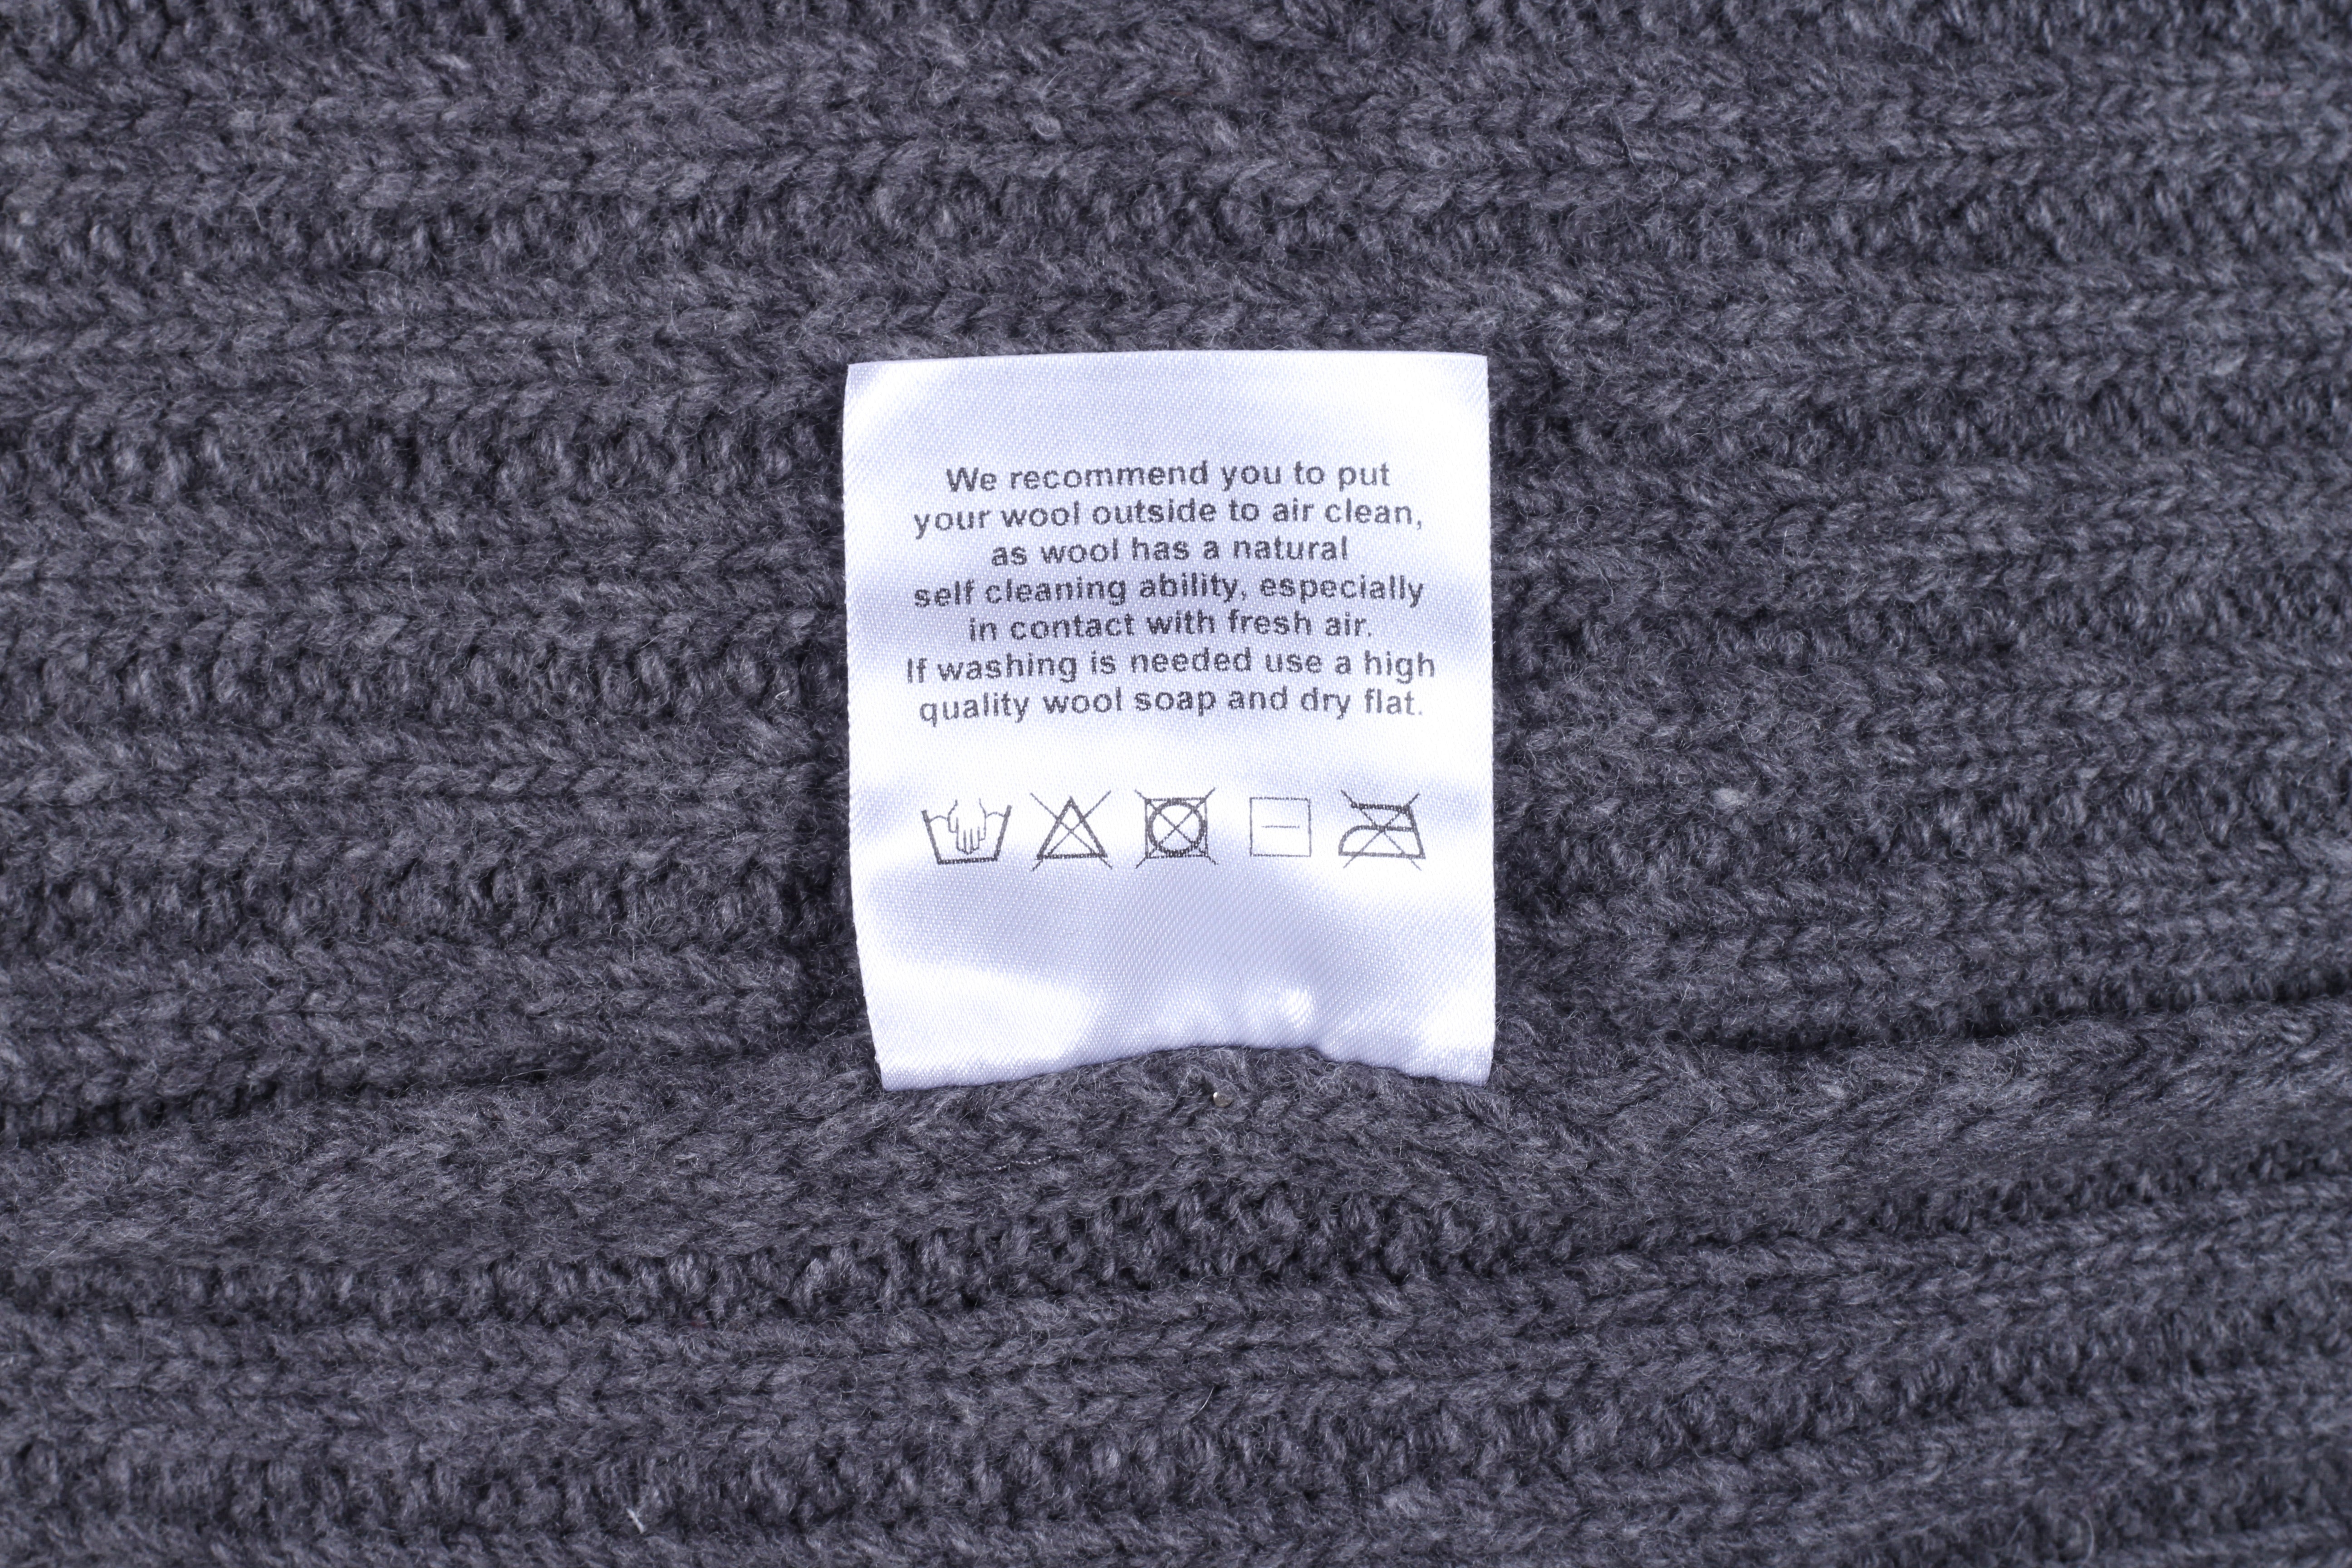 We recommend you to put
your wool outside to air clean,
as wool has a natural
self cleaning ability, especially
in contact with fresh air.
If washing is needed use a high
quality wool soap and dry flat.